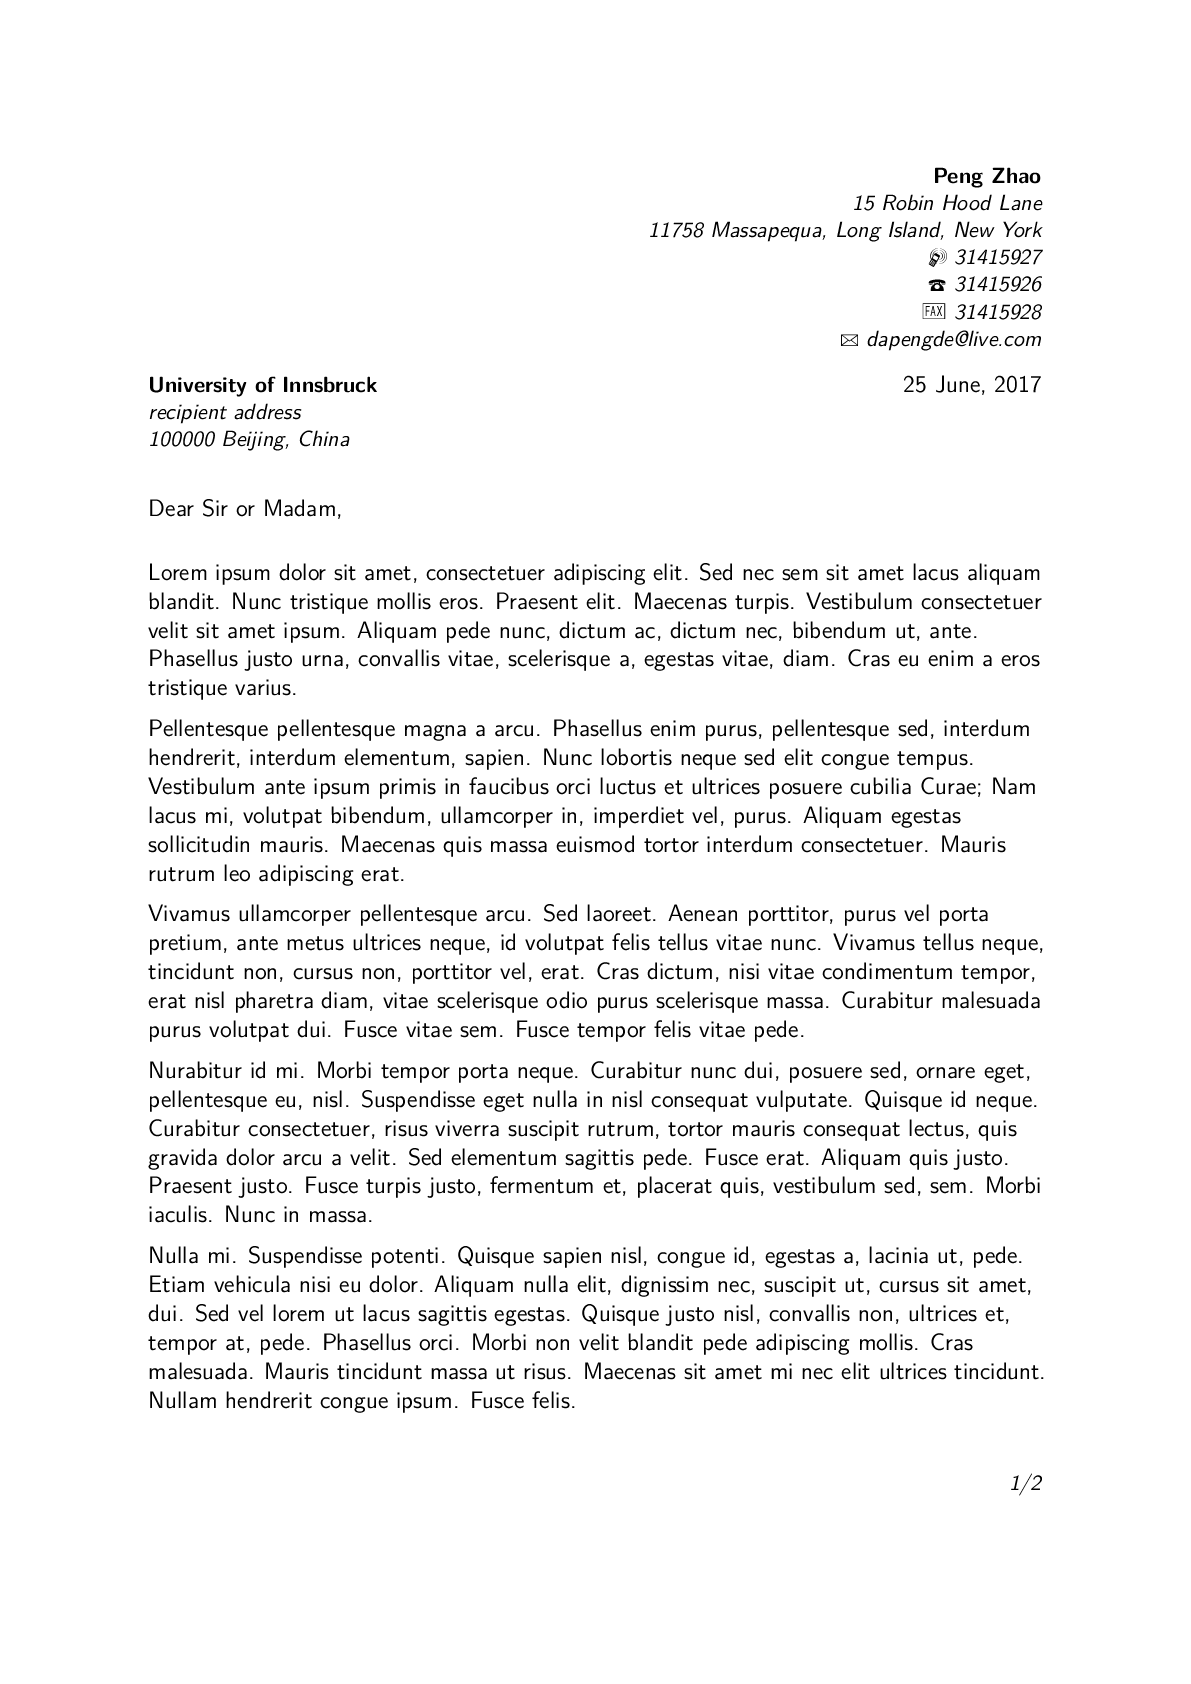 Peng Zhao
15 Robin Hood Lane
11758 Massapequa, Long Island, New York
31415927
31415926
FAX 31415928
dapengde@live.com
University of Innsbruck
25 June, 2017
recipient address
100000 Beijing, China
Dear Sir or Madam,
Lorem ipsum dolor sit amet, consectetuer adipiscing elit. Sed nec sem sit amet lacus aliquam
blandit. Nunc tristique mollis eros. Praesent elit. Maecenas turpis. Vestibulum consectetuer
velit sit amet ipsum. Aliquam pede nunc, dictum ac, dictum nec, bibendum ut, ante.
Phasellus justo urna, convallis vitae, scelerisque a, egestas vitae, diam. Cras eu enim a eros
tristique varius.
Pellentesque pellentesque magna a arcu. Phasellus enim purus, pellentesque sed, interdum
hendrerit, interdum elementum, sapien. Nunc lobortis neque sed elit congue tempus.
Vestibulum ante ipsum primis in faucibus orci luctus et ultrices posuere cubilia Curae; Nam
lacus mi, volutpat bibendum, ullamcorper in, imperdiet vel, purus. Aliquam egestas
sollicitudin mauris. Maecenas quis massa euismod tortor interdum consectetuer. Mauris
rutrum leo adipiscing erat.
Vivamus ullamcorper pellentesque arcu. Sed laoreet. Aenean porttitor, purus vel porta
pretium, ante metus ultrices neque, id volutpat felis tellus vitae nunc. Vivamus tellus neque,
tincidunt non, cursus non, porttitor vel, erat. Cras dictum, nisi vitae condimentum tempor,
erat nisl pharetra diam, vitae scelerisque odio purus scelerisque massa. Curabitur malesuada
purus volutpat dui. Fusce vitae sem. Fusce tempor felis vitae pede.
Nurabitur id mi. Morbi tempor porta neque. Curabitur nunc dui, posuere sed, ornare eget,
pellentesque eu, nisl. Suspendisse eget nulla in nisl consequat vulputate. Quisque id neque.
Curabitur consectetuer, risus viverra suscipit rutrum, tortor mauris consequat lectus, quis
gravida dolor arcu a velit. Sed elementum sagittis pede. Fusce erat. Aliquam quis justo.
Praesent justo. Fusce turpis justo, fermentum et, placerat quis, vestibulum sed, sem. Morbi
iaculis. Nunc in massa.
Nulla mi. Suspendisse potenti. Quisque sapien nisl, congue id, egestas a, lacinia ut, pede.
Etiam vehicula nisi eu dolor. Aliquam nulla elit, dignissim nec, suscipit ut, cursus sit amet,
dui. Sed vel lorem ut lacus sagittis egestas. Quisque justo nisl, convallis non, ultrices et,
tempor at, pede. Phasellus orci. Morbi non velit blandit pede adipiscing mollis. Cras
malesuada. Mauris tincidunt massa ut risus. Maecenas sit amet mi nec elit ultrices tincidunt.
Nullam hendrerit congue ipsum. Fusce felis.
1/2